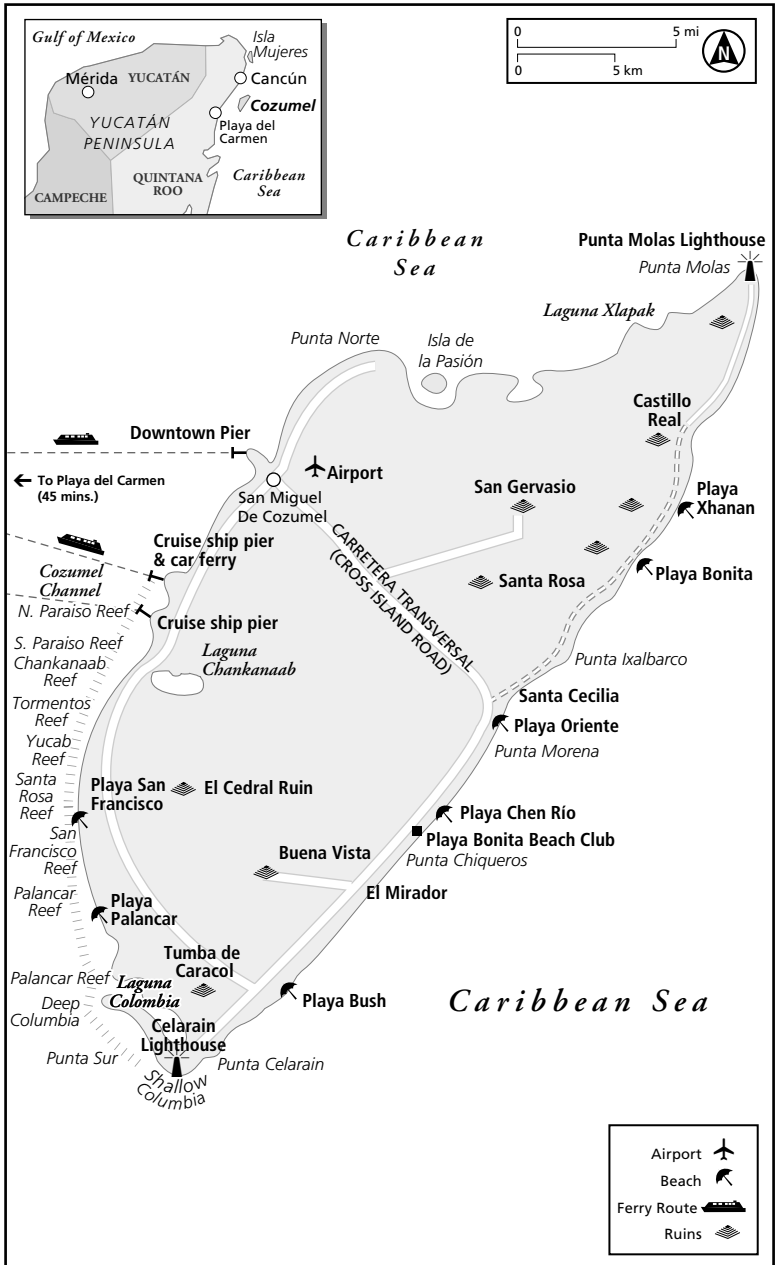 Gulf of Mexico
Isla
Mujeres
Mérida
YUCATÁN
Cancún
Cozumel
YUCATÁN
PENINSULA
Playa del
Carmen
QUINTANA
ROO
Caribbean
Sea
CAMPECHE
0 5 mi
0 5 km
N
Caribbean
Sea
Punta Molas Lighthouse
Punta Molas
Laguna Xlapak
Punta Norte
Isla de
la Pasión
Castillo
Real
Downtown Pier
To Playa del Carmen
(45 mins.)
Airport
San Miguel
De Cozumel
San Gervasio
Playa
Xhanan
Cruise ship pier
& car ferry
CARRETERA TRANSVERSAL
(CROSS ISLAND ROAD)
Santa Rosa
Playa Bonita
Cozumel
Channel
N. Paraiso Reef
Cruise ship pier
S. Paraiso Reef
Laguna
Chankanaab
Punta Ixalbarco
Chankanaab
Reef
Santa Cecilia
Tormentos
Reef
Playa Oriente
Yucab
Reef
Punta Morena
Santa
Rosa
Reef
Playa San
Francisco
El Cedral Ruin
Playa Chen Río
Playa Bonita Beach Club
San
Francisco
Reef
Buena Vista
Punta Chiqueros
El Mirador
Palancar
Reef
Playa
Palancar
Tumba de
Caracol
Palancar Reef
Laguna
Colombia
Playa Bush
Caribbean Sea
Deep
Columbia
Celarain
Lighthouse
Punta Sur
Punta Celarain
Shallow
Columbia
Airport
Beach
Ferry Route
Ruins